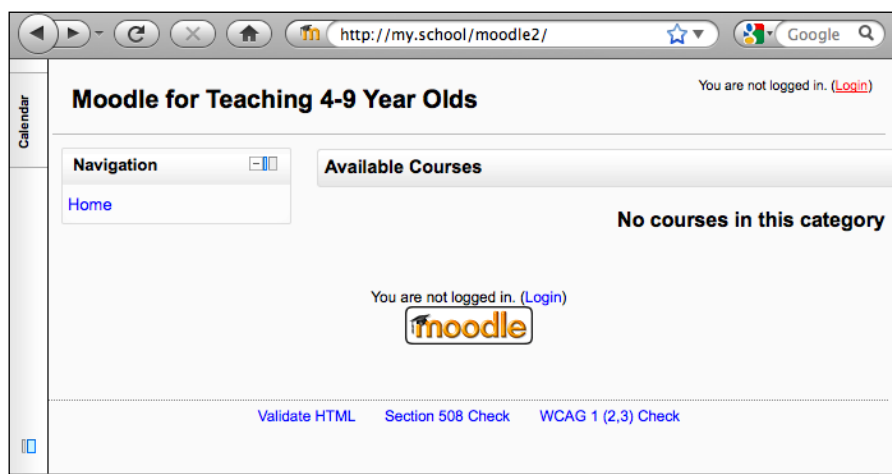 http://my.school/moodle2/
Google
Calendar
Moodle for Teaching 4-9 Year Olds
You are not logged in. (Login)
Navigation
Available Courses
Home
No courses in this category
You are not logged in. (Login)
moodle
Validate HTML Section 508 Check WCAG 1 (2,3) Check